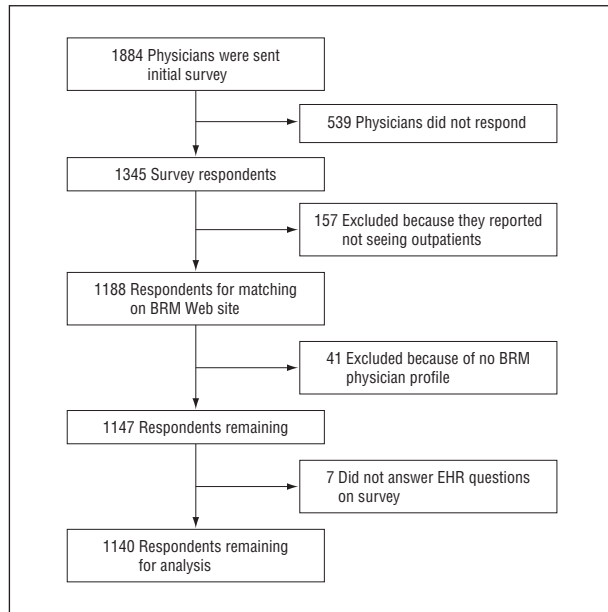 1884 Physicians were sent
initial survey
539 Physicians did not respond
1345 Survey respondents
157 Excluded because they reported
not seeing outpatients
1188 Respondents for matching
on BRM Web site
41 Excluded because of no BRM
physician profile
1147 Respondents remaining
7 Did not answer EHR questions
on survey
1140 Respondents remaining
for analysis